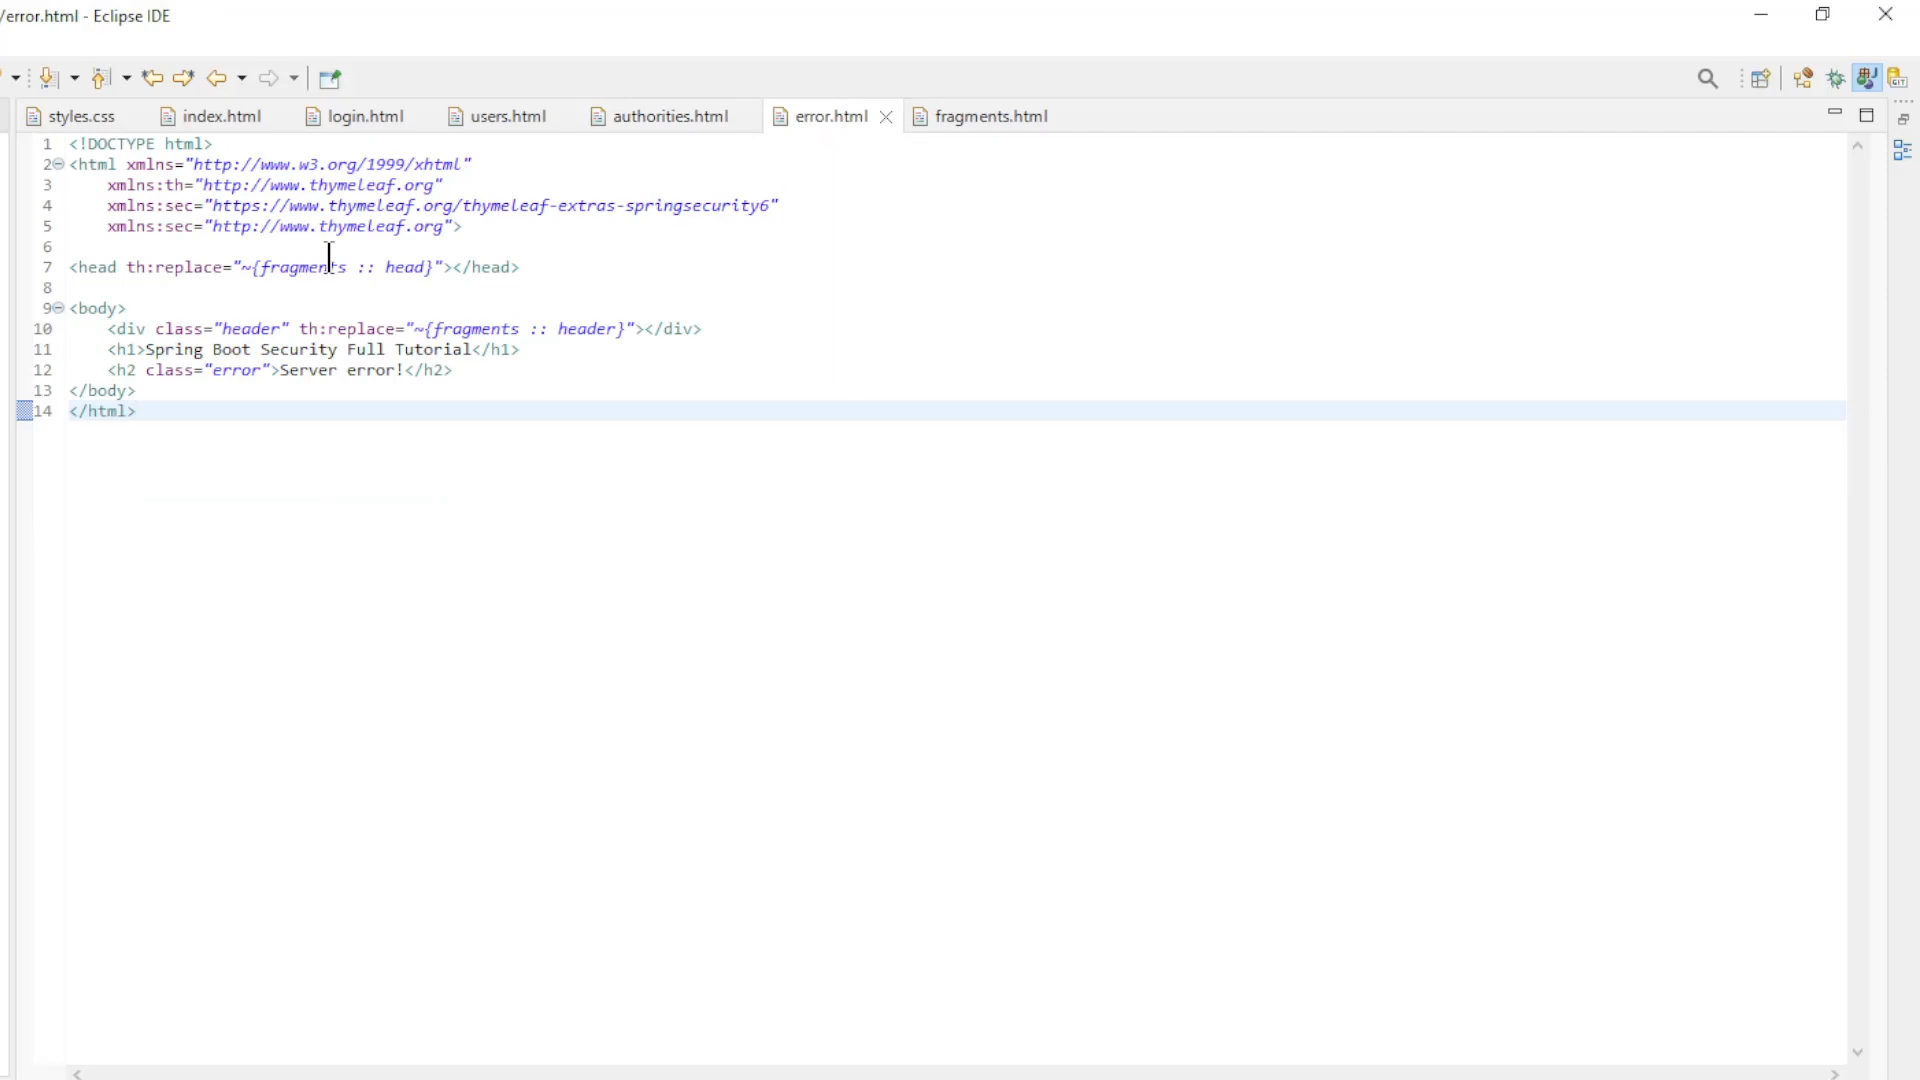 /error.html - Eclipse IDE
styles.css index.html login.html users.html authorities.html error.html fragments.html
1 <!DOCTYPE html>
2 <html xmlns="http://www.w3.org/1999/xhtml"
3 xmlns:th="http://www.thymeleaf.org"
4 xmlns:sec="https://www.thymeleaf.org/thymeleaf-extras-springsecurity6"
5 xmlns:sec="http://www.thymeleaf.org">
6
7 <head th:replace="~{fragments :: head}"></head>
8
9 <body>
10 <div class="header" th:replace="~{fragments :: header}"></div>
11 <h1>Spring Boot Security Full Tutorial</h1>
12 <h2 class="error">Server error!</h2>
13 </body>
14 </html>